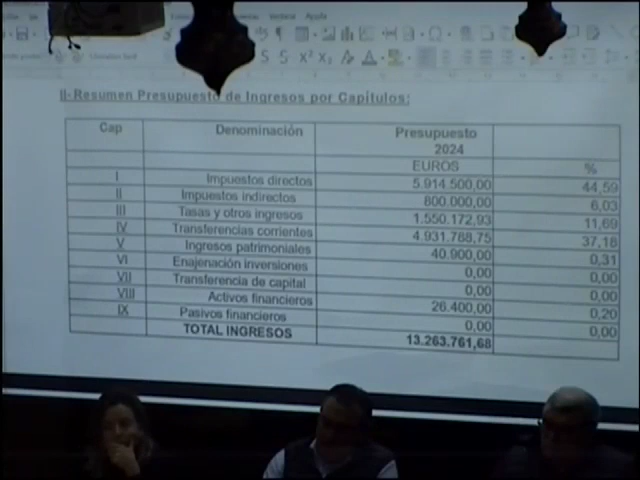 Ventana Ayuda
II- Resumen Presupuesto de Ingresos por Capitulos:
Cap Denominación Presupuesto 2024
EUROS %
I Impuestos directos 5.914.500,00 44,59
II Impuestos indirectos 800.000,00 6,03
III Tasas y otros ingresos 1.550.172,93 11,69
IV Transferencias corrientes 4.931.788,75 37,18
V Ingresos patrimoniales 40.900,00 0,31
VI Enajenación inversiones 0,00 0,00
VII Transferencia de capital 0,00 0,00
VIII Activos financieros 26.400,00 0,20
IX Pasivos financieros 0,00 0,00
TOTAL INGRESOS 13.263.761,68